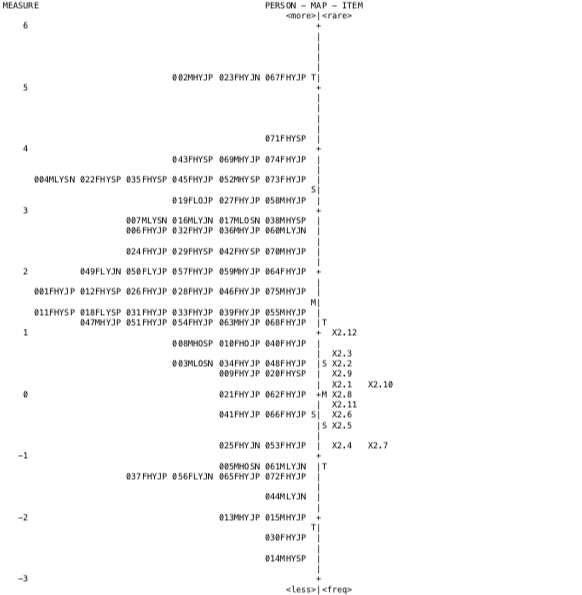 MEASURE PERSON - MAP - ITEM
<more>|<rare>
6 +
|
|
|
|
002MHYJP 023FHYJN 067FHYJP T|
5 +
|
|
|
|
071FHYSP |
4 +
043FHYSP 069MHYJP 074FHYJP |
|
004MLYSN 022FHYSP 035FHYSP 045FHYJP 052MHYSP 073FHYJP |
S|
019FLOJP 027FHYJP 058MHYJP |
3 +
007MLYSN 016MLYJN 017MLOSN 038MHYSP |
006FHYJP 032FHYJP 036MHYJP 060MLYJN |
|
024FHYJP 029FHYSP 042FHYSP 070MHYJP |
|
2 049FLYJN 050FLYJP 057FHYJP 059MHYJP 064FHYJP +
|
001FHYJP 012FHYSP 026FHYJP 028FHYJP 046FHYJP 075MHYJP |
M|
011FHYSP 018FLYSP 031FHYJP 033FHYJP 039FHYJP 055MHYJP |
047MHYJP 051FHYJP 054FHYJP 063MHYJP 068FHYJP |T
1 + X2.12
008MHOSP 010FHOJP 040FHYJP |
| X2.3
003MLOSN 034FHYJP 048FHYJP |S X2.2
009FHYJP 020FHYSP | X2.9
| X2.1 X2.10
0 021FHYJP 062FHYJP +M X2.8
| X2.11
041FHYJP 066FHYJP S| X2.6
|S X2.5
|
025FHYJN 053FHYJP | X2.4 X2.7
-1 +
005MHOSN 061MLYJN |T
037FHYJP 056FLYJN 065FHYJP 072FHYJP |
|
044MLYJN |
|
-2 013MHYJP 015MHYJP +
T|
030FHYJP |
|
014MHYSP |
|
-3 +
<less>|<freq>